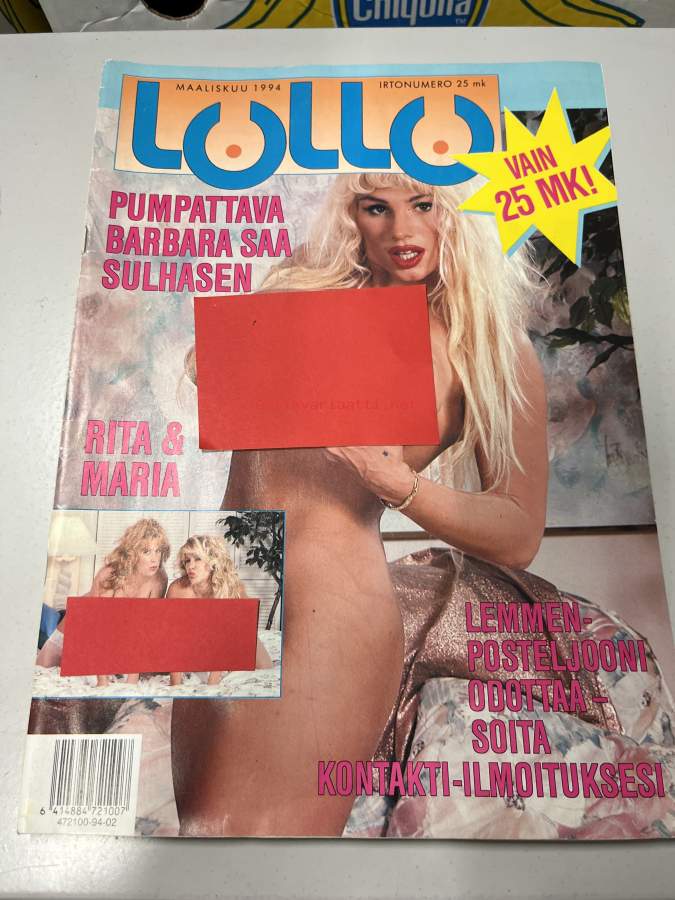 Chiquita
TM
MAALISKUU 1994
IRTONUMERO 25 mk
LOLLO
VAIN
25 MK!
PUMPATTAVA
BARBARA SAA
SULHASEN
RITA &
MARIA
LEMMEN-
POSTELJOONI
ODOTTAA –
SOITA
KONTAKTI-ILMOITUKSESI
6 414884 721007
472100-94-02